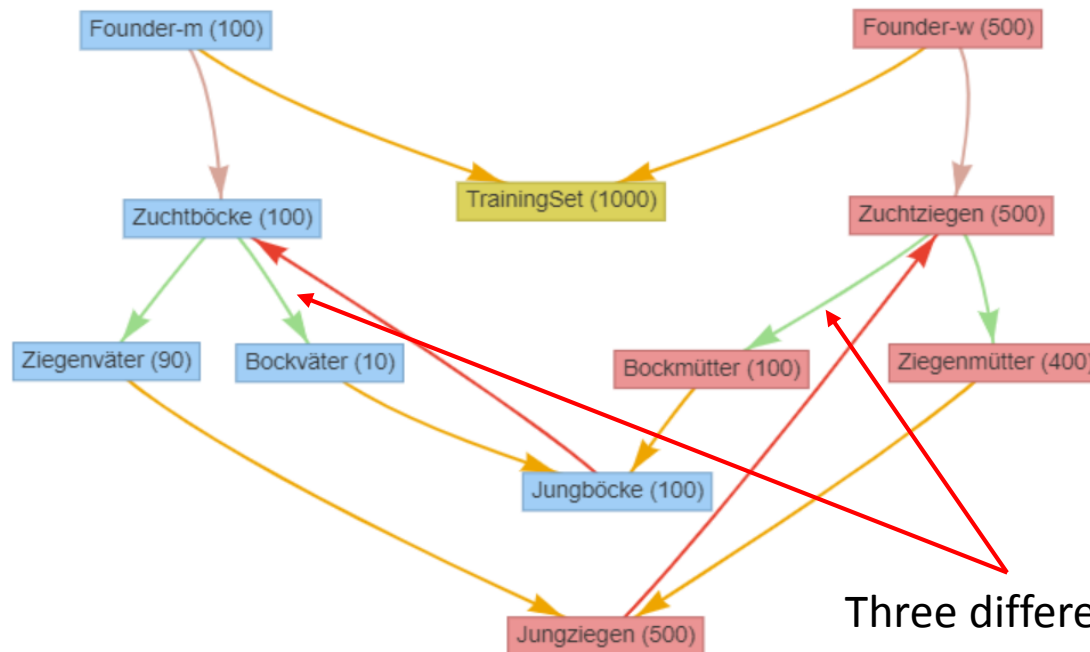 Founder-m (100)
Founder-w (500)
TrainingSet (1000)
Zuchtböcke (100)
Zuchtziegen (500)
Ziegenväter (90)
Bockväter (10)
Bockmütter (100)
Ziegenmütter (400)
Jungböcke (100)
Jungziegen (500)
Three differe